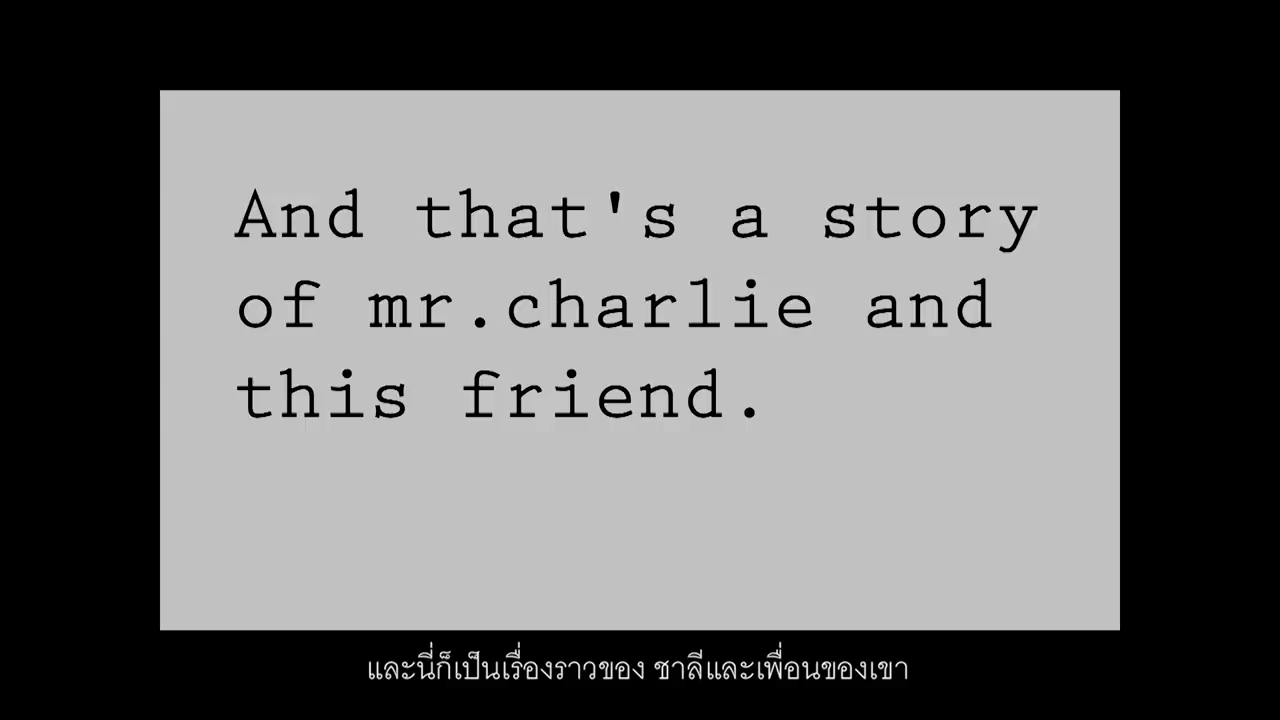 And that's a story
of mr.charlie and
this friend.
และนี่ก็เป็นเรื่องราวของ ชาลีและเพื่อนของเขา